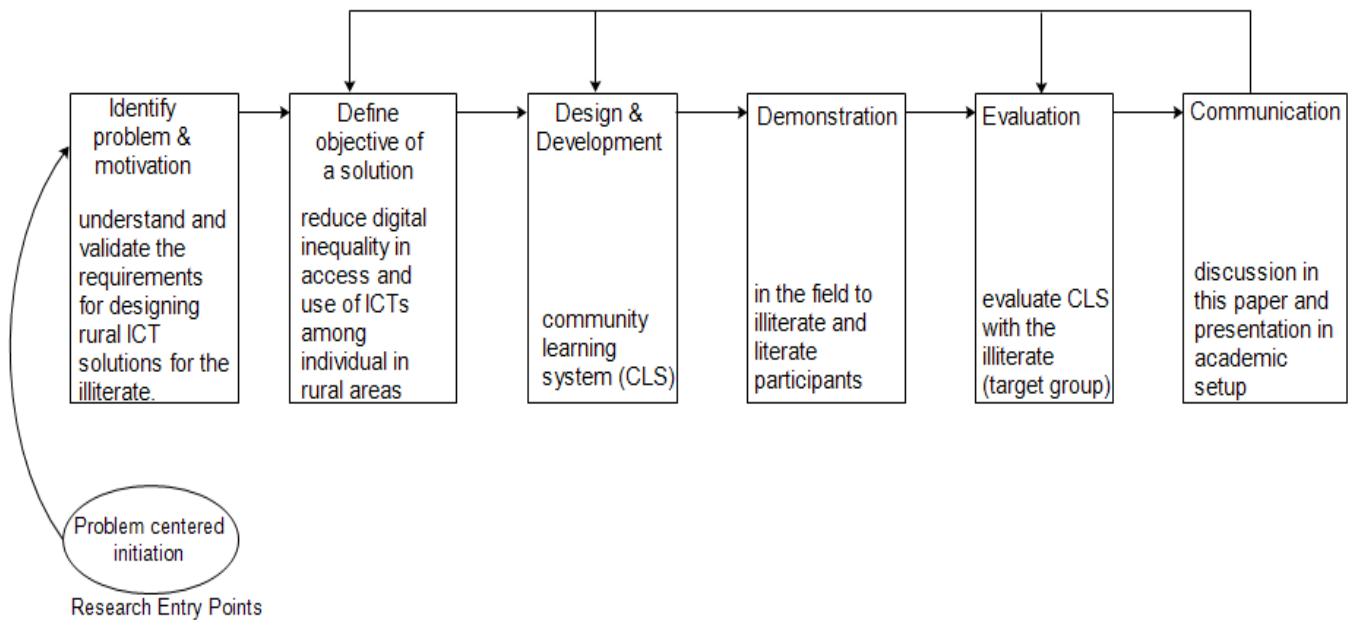 Identify
problem &
motivation
understand and
validate the
requirements
for designing
rural ICT
solutions for the
illiterate.
Define
objective of
a solution
reduce digital
inequality in
access and
use of ICTs
among
individual in
rural areas
Design &
Development
community
learning
system (CLS)
Demonstration
in the field to
illiterate and
literate
participants
Evaluation
evaluate CLS
with the
illiterate
(target group)
Communication
discussion in
this paper and
presentation in
academic
setup
Problem centered
initiation
Research Entry Points